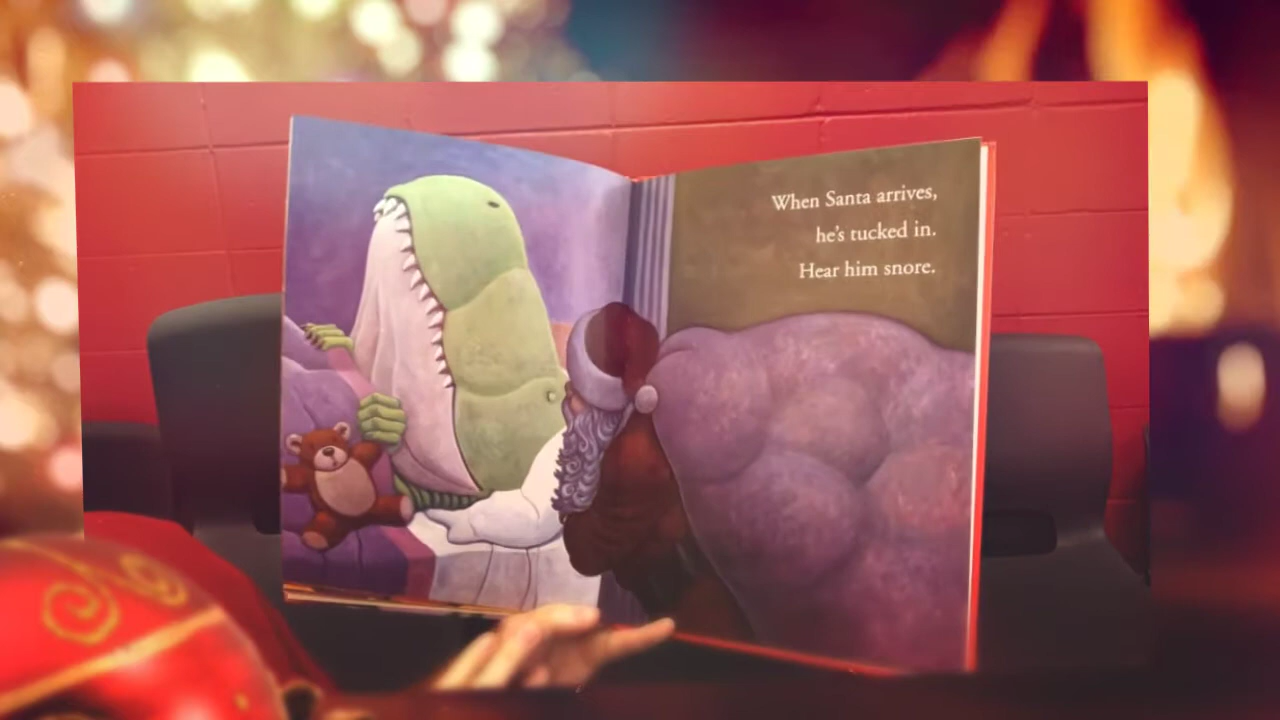 When Santa arrives,
he's tucked in.
Hear him snore.